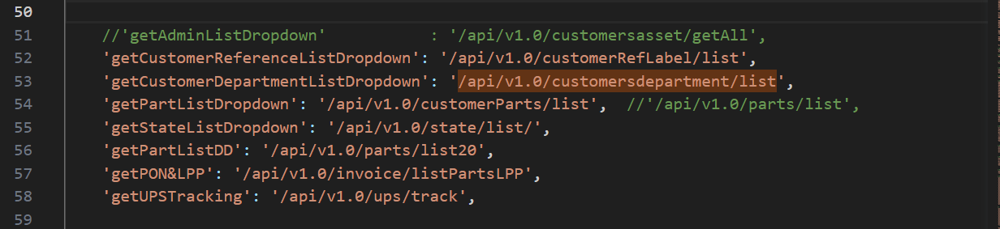 50
51 //'getAdminListDropdown' : '/api/v1.0/customersasset/getAll',
52 'getCustomerReferenceListDropdown': '/api/v1.0/customerRefLabel/list',
53 'getCustomerDepartmentListDropdown': '/api/v1.0/customersdepartment/list',
54 'getPartListDropdown': '/api/v1.0/customerParts/list', //'/api/v1.0/parts/list',
55 'getStateListDropdown': '/api/v1.0/state/list/',
56 'getPartListDD': '/api/v1.0/parts/list20',
57 'getPON&LPP': '/api/v1.0/invoice/listPartsLPP',
58 'getUPSTracking': '/api/v1.0/ups/track',
59